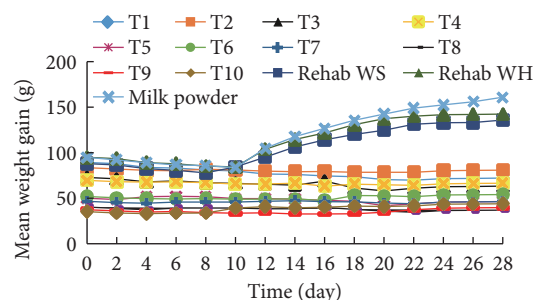 T1 T2 T3 T4
T5 T6 T7 T8
T9 T10 Rehab WS Rehab WH
Milk powder
Mean weight gain (g)
200
150
100
50
0
0 2 4 6 8 10 12 14 16 18 20 22 24 26 28
Time (day)